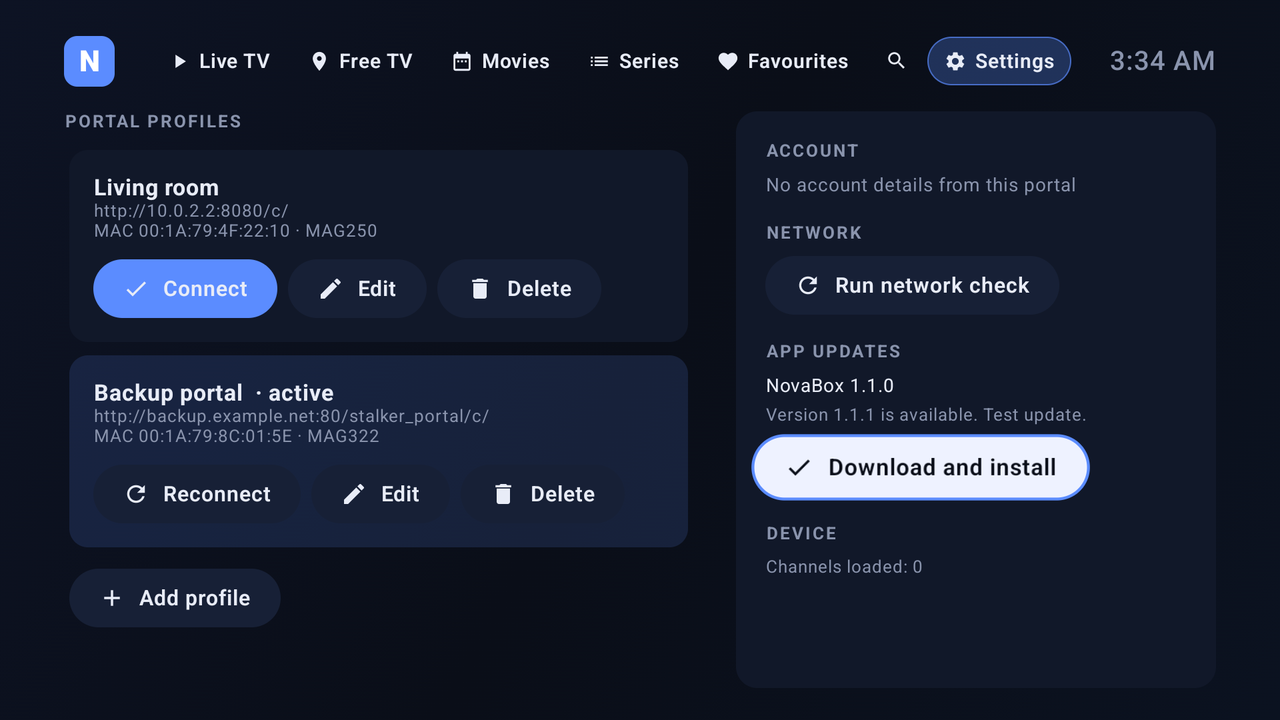 N
Live TV
Free TV
Movies
Series
Favourites
Settings
3:34 AM
PORTAL PROFILES
Living room
http://10.0.2.2:8080/c/
MAC 00:1A:79:4F:22:10 · MAG250
Connect
Edit
Delete
Backup portal · active
http://backup.example.net:80/stalker_portal/c/
MAC 00:1A:79:8C:01:5E · MAG322
Reconnect
Edit
Delete
Add profile
ACCOUNT
No account details from this portal
NETWORK
Run network check
APP UPDATES
NovaBox 1.1.0
Version 1.1.1 is available. Test update.
Download and install
DEVICE
Channels loaded: 0